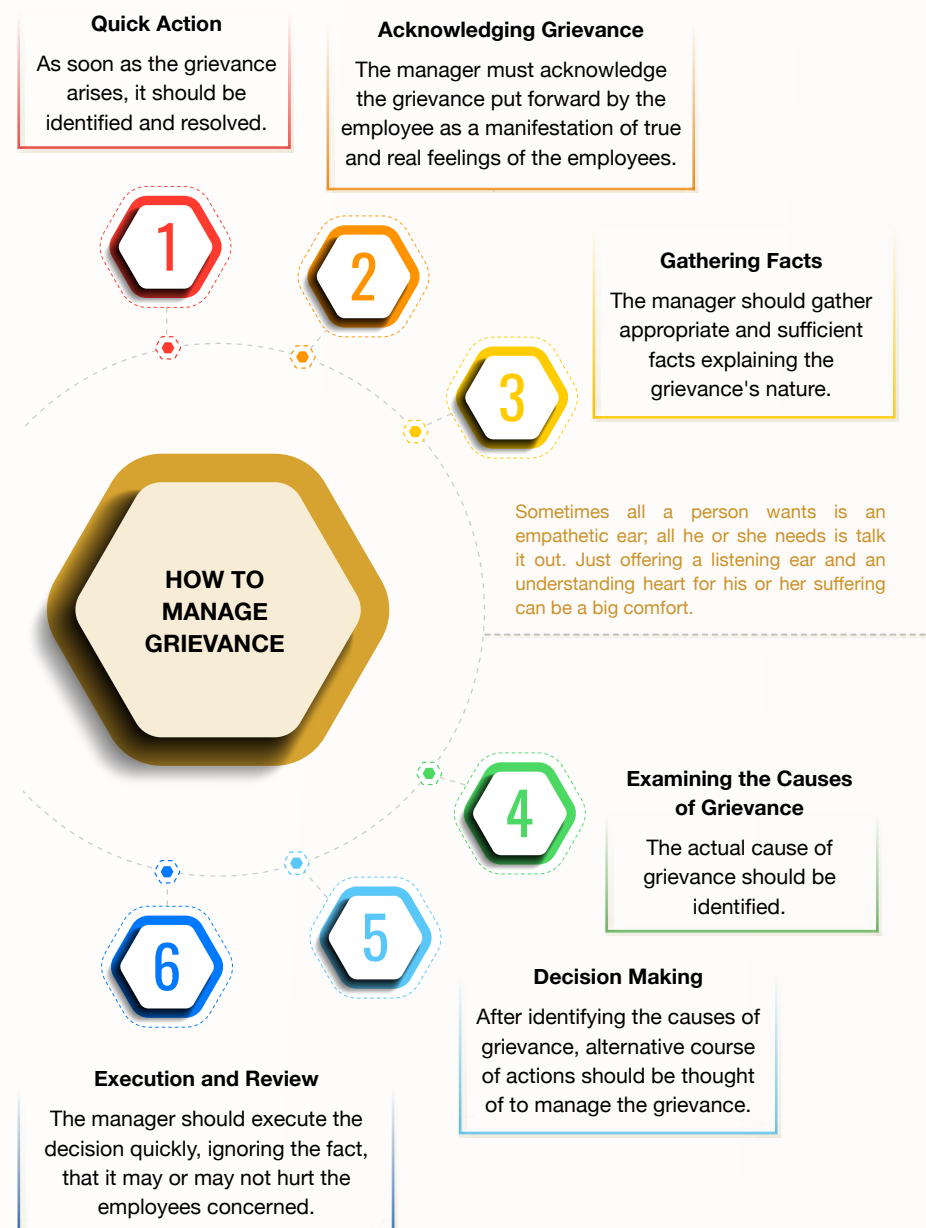 Quick Action
As soon as the grievance
arises, it should be
identified and resolved.
Acknowledging Grievance
The manager must acknowledge
the grievance put forward by the
employee as a manifestation of true
and real feelings of the employees.
1
2
Gathering Facts
The manager should gather
appropriate and sufficient
facts explaining the
grievance's nature.
3
Sometimes all a person wants is an
empathetic ear; all he or she needs is talk
it out. Just offering a listening ear and an
understanding heart for his or her suffering
can be a big comfort.
HOW TO
MANAGE
GRIEVANCE
4
Examining the Causes
of Grievance
The actual cause of
grievance should be
identified.
5
6
Decision Making
After identifying the causes of
grievance, alternative course
of actions should be thought
of to manage the grievance.
Execution and Review
The manager should execute the
decision quickly, ignoring the fact,
that it may or may not hurt the
employees concerned.